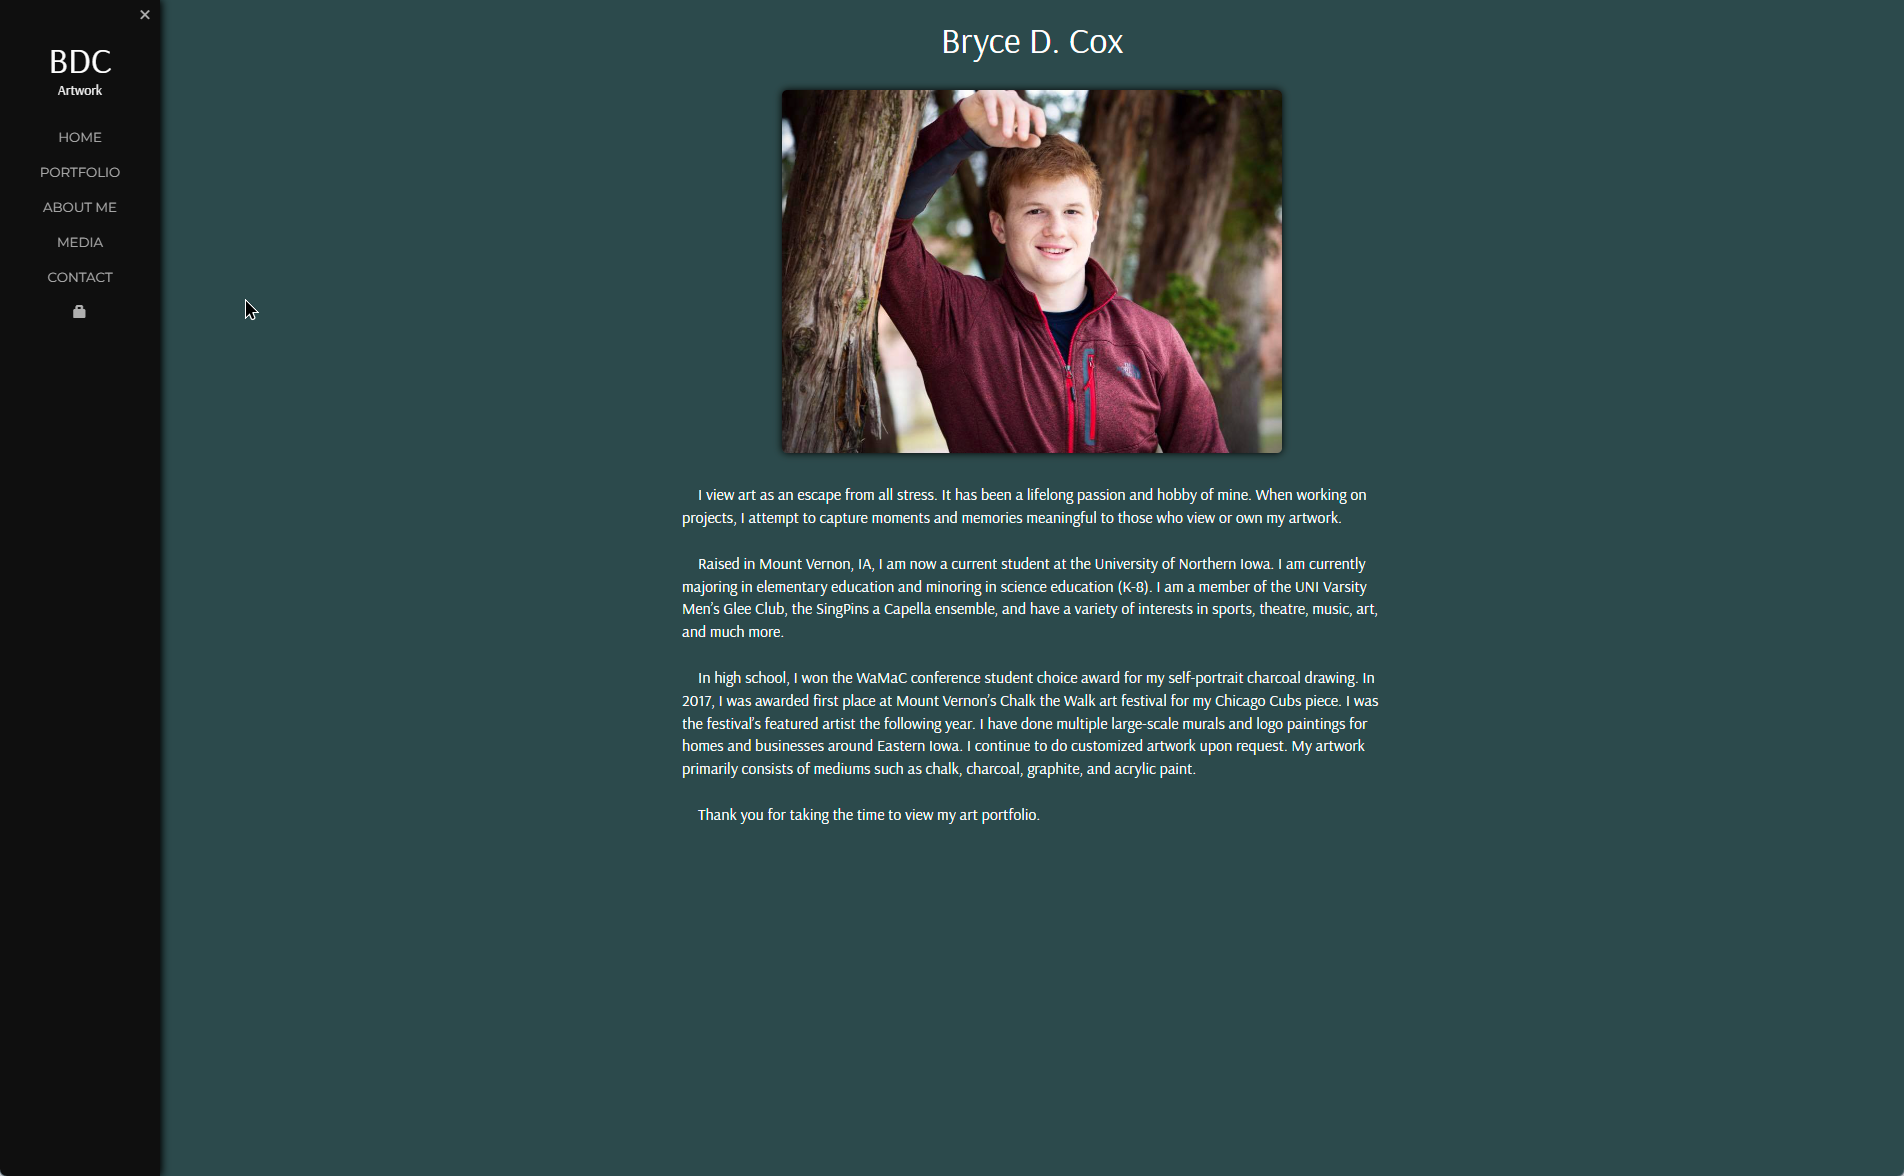 ×
BDC
Artwork
HOME
PORTFOLIO
ABOUT ME
MEDIA
CONTACT
Bryce D. Cox
I view art as an escape from all stress. It has been a lifelong passion and hobby of mine. When working on
projects, I attempt to capture moments and memories meaningful to those who view or own my artwork.
Raised in Mount Vernon, IA, I am now a current student at the University of Northern Iowa. I am currently
majoring in elementary education and minoring in science education (K-8). I am a member of the UNI Varsity
Men’s Glee Club, the SingPins a Capella ensemble, and have a variety of interests in sports, theatre, music, art,
and much more.
In high school, I won the WaMaC conference student choice award for my self-portrait charcoal drawing. In
2017, I was awarded first place at Mount Vernon’s Chalk the Walk art festival for my Chicago Cubs piece. I was
the festival’s featured artist the following year. I have done multiple large-scale murals and logo paintings for
homes and businesses around Eastern Iowa. I continue to do customized artwork upon request. My artwork
primarily consists of mediums such as chalk, charcoal, graphite, and acrylic paint.
Thank you for taking the time to view my art portfolio.